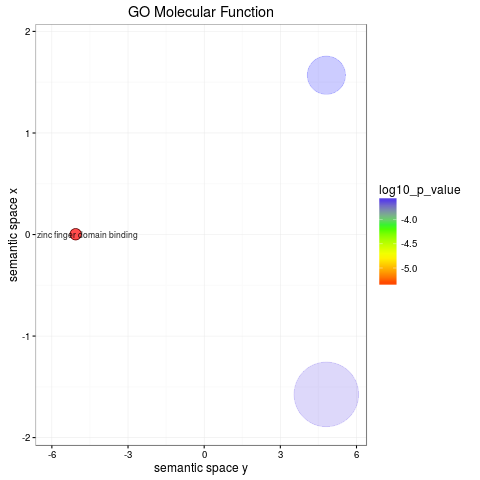 GO Molecular Function
2
1
0
-1
-2
semantic space x
zinc finger domain binding
-6
-3
0
3
6
semantic space y
log10_p_value
-4.0
-4.5
-5.0